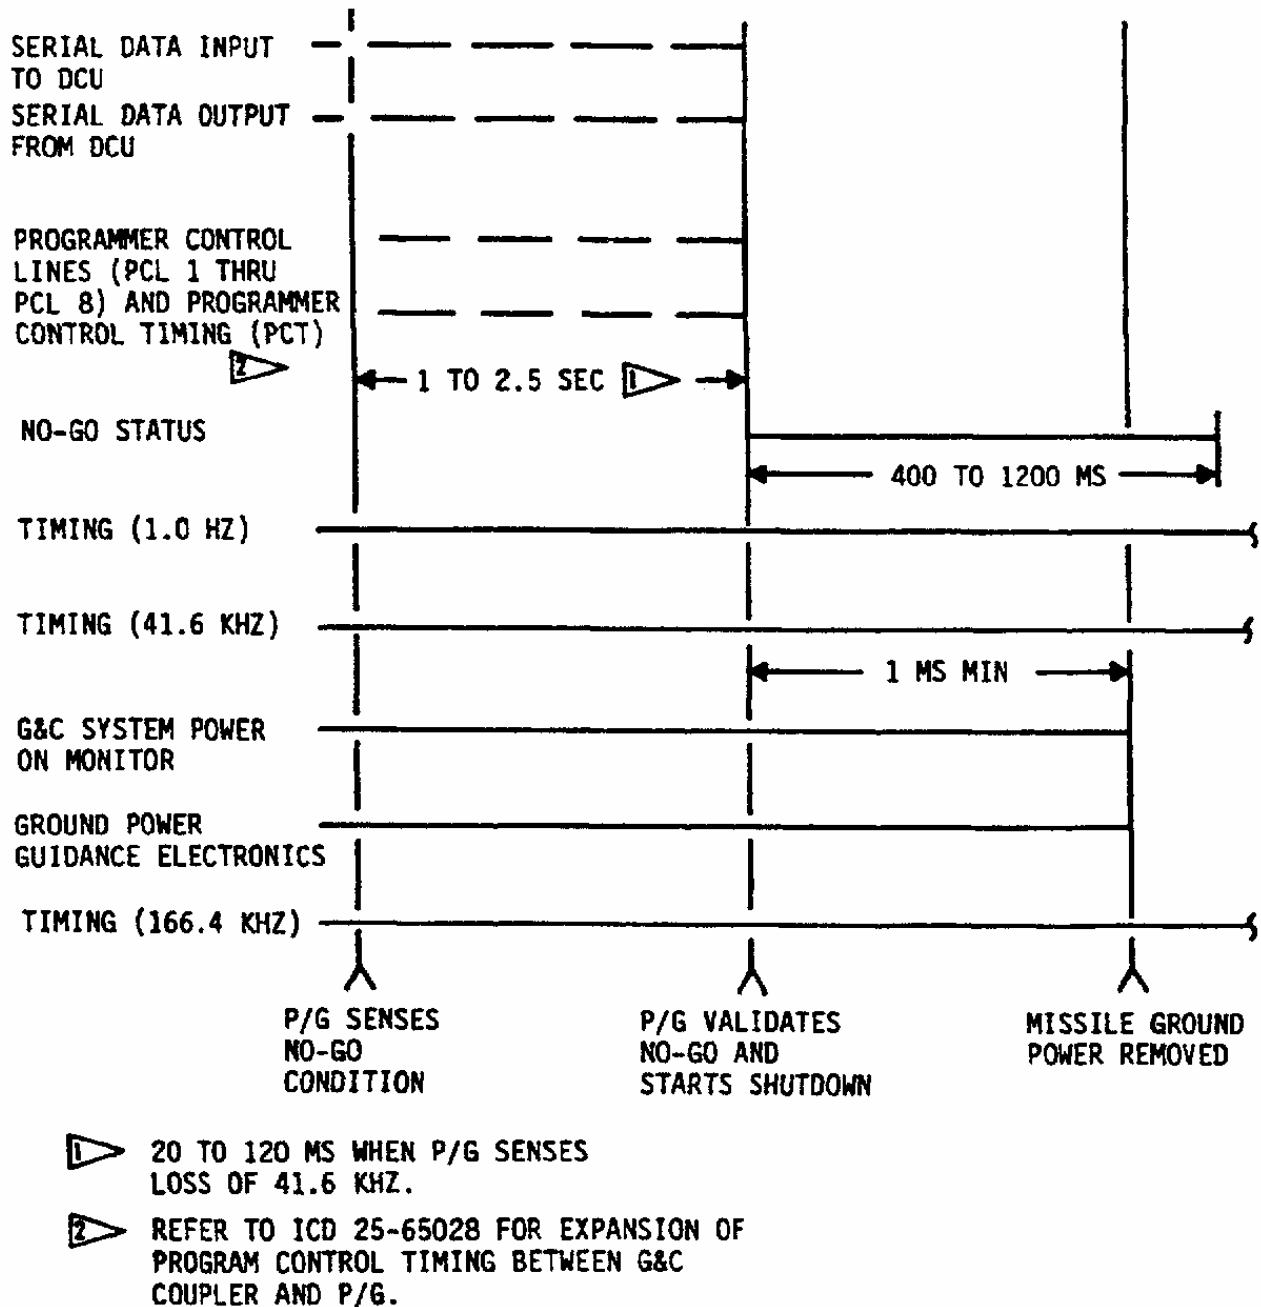 SERIAL DATA INPUT
TO DCU
SERIAL DATA OUTPUT
FROM DCU
PROGRAMMER CONTROL
LINES (PCL 1 THRU
PCL 8) AND PROGRAMMER
CONTROL TIMING (PCT)
2
1 TO 2.5 SEC 1
NO-GO STATUS
400 TO 1200 MS
TIMING (1.0 HZ)
TIMING (41.6 KHZ)
1 MS MIN
G&C SYSTEM POWER
ON MONITOR
GROUND POWER
GUIDANCE ELECTRONICS
TIMING (166.4 KHZ)
P/G SENSES
NO-GO
CONDITION
P/G VALIDATES
NO-GO AND
STARTS SHUTDOWN
MISSILE GROUND
POWER REMOVED
1 20 TO 120 MS WHEN P/G SENSES
LOSS OF 41.6 KHZ.
2 REFER TO ICD 25-65028 FOR EXPANSION OF
PROGRAM CONTROL TIMING BETWEEN G&C
COUPLER AND P/G.